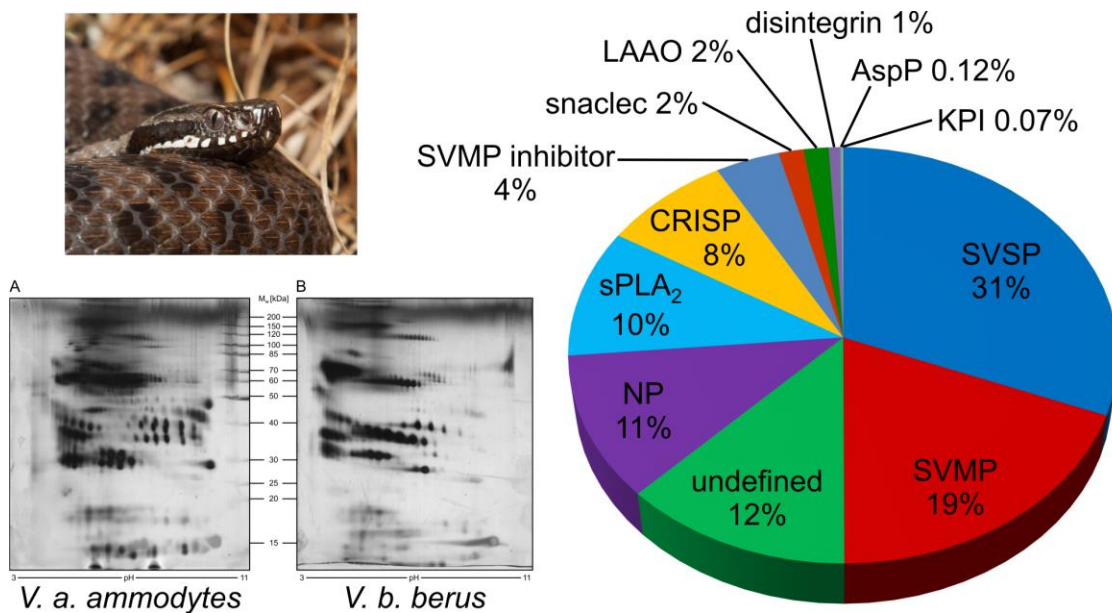 disintegrin 1%
LAAO 2%
AspP 0.12%
snaclec 2%
KPI 0.07%
SVMP inhibitor
4%
CRISP
8%
SVSP
31%
sPLA₂
10%
NP
11%
undefined
12%
SVMP
19%
A
Mw [kDa]
B
200
150
120
100
85
70
60
50
40
30
25
20
15
3 pH 11
3 pH 11
V. a. ammodytes
V. b. berus